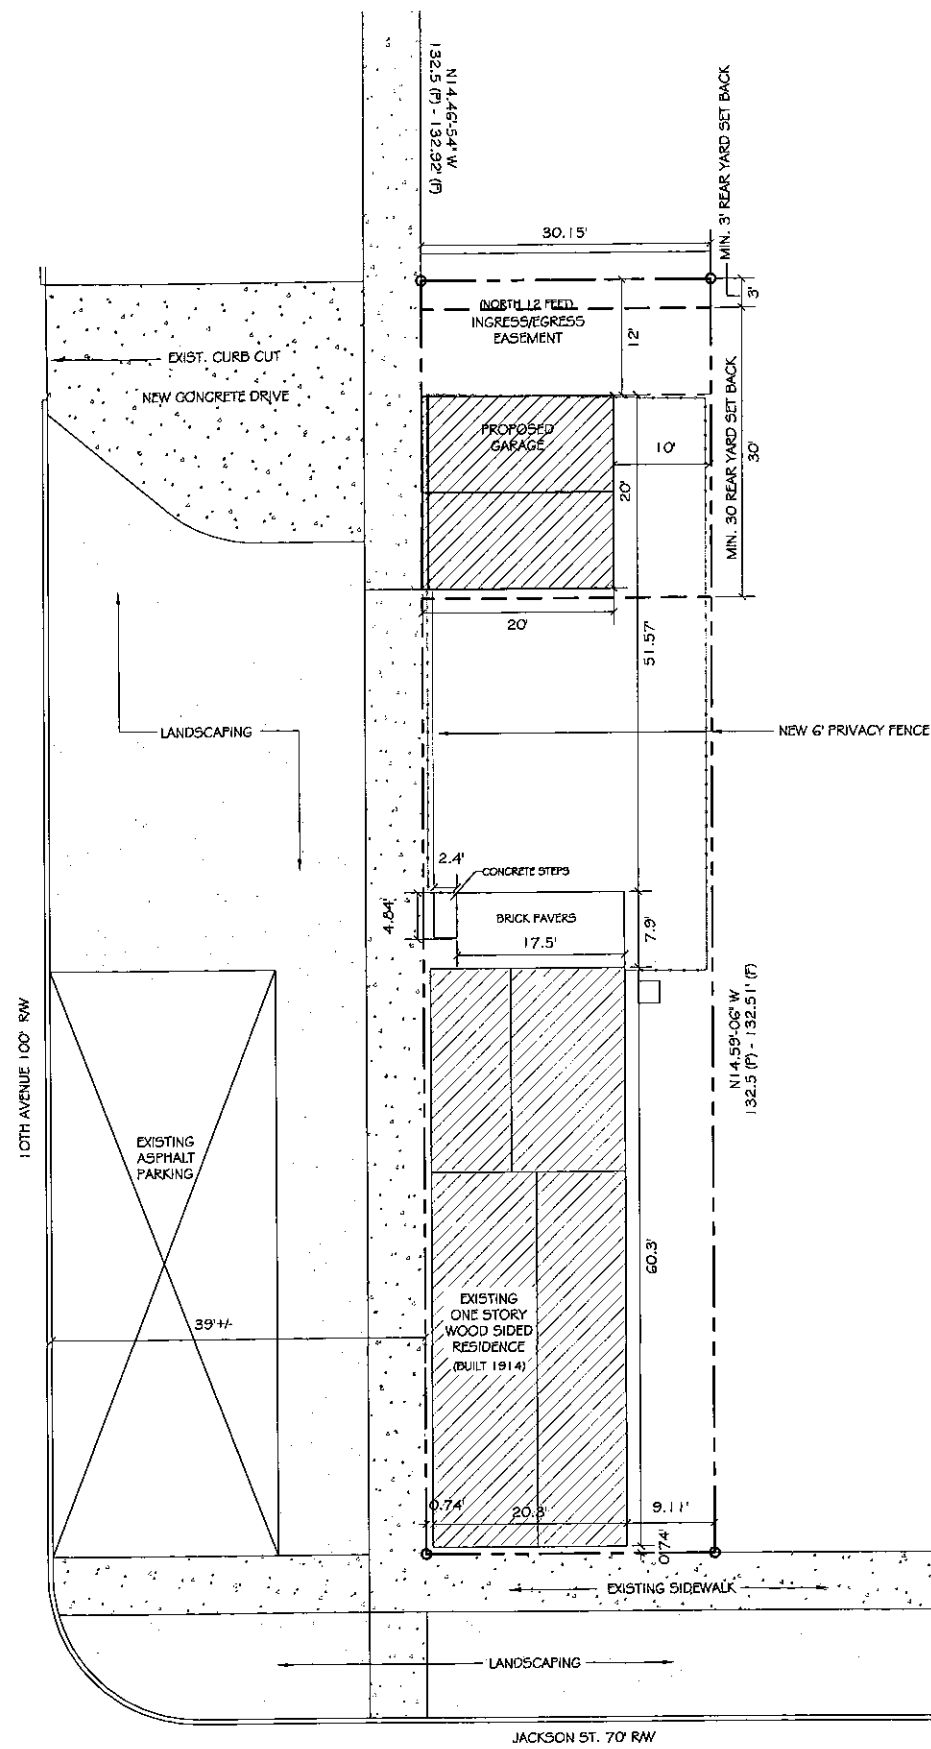 N14.46'-54" W
132.5 (P) - 132.92' (F)
MIN. 3' REAR YARD SET BACK
30.15'
3'
(NORTH 12 FEET)
INGRESS/EGRESS
EASEMENT
12'
EXIST. CURB CUT
NEW CONCRETE DRIVE
PROPOSED
GARAGE
10'
20'
MIN. 30 REAR YARD SET BACK
30'
20'
51.57'
LANDSCAPING
NEW 6' PRIVACY FENCE
2.4'
CONCRETE STEPS
4.84'
BRICK PAVERS
17.5'
7.9'
N14.59'-06" W
132.5 (P) - 132.51' (F)
10TH AVENUE 100' R/W
EXISTING
ASPHALT
PARKING
60.3'
EXISTING
ONE STORY
WOOD SIDED
RESIDENCE
(BUILT 1914)
39'+/-
0.74'
20.3'
9.11'
0.74'
EXISTING SIDEWALK
LANDSCAPING
JACKSON ST. 70' R/W